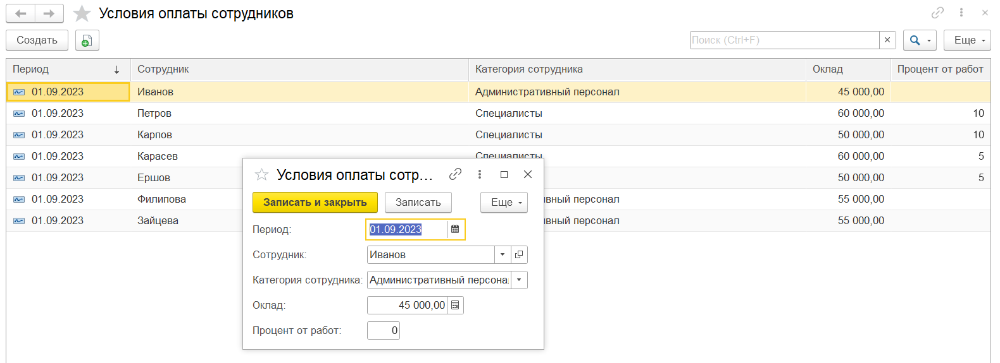 Условия оплаты сотрудников
Создать
Поиск (Ctrl+F)
Еще
Период Сотрудник Категория сотрудника Оклад Процент от работ
01.09.2023 Иванов Административный персонал 45 000,00
01.09.2023 Петров Специалисты 60 000,00 10
01.09.2023 Карпов Специалисты 50 000,00 10
01.09.2023 Карасев Специалисты 60 000,00 5
01.09.2023 Ершов 50 000,00 5
01.09.2023 Филипова вный персонал 55 000,00
01.09.2023 Зайцева вный персонал 55 000,00
Условия оплаты сотр...
Записать и закрыть Записать Еще
Период: 01.09.2023
Сотрудник: Иванов
Категория сотрудника: Административный персона
Оклад: 45 000,00
Процент от работ: 0